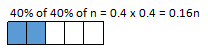 40% of 40% of n = 0.4 x 0.4 = 0.16n